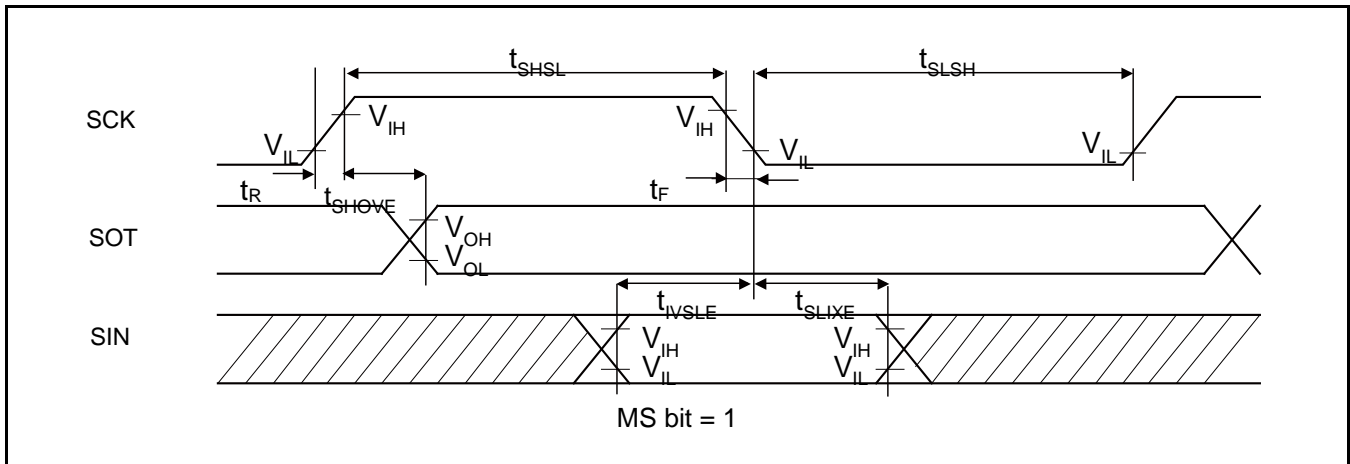 tSHSL
tSLSH
SCK
VIH
VIH
VIL
VIL
VIL
tR
tSHOVE
tF
SOT
VOH
VOL
tIVSLE
tSLIXE
SIN
VIH
VIH
VIL
VIL
MS bit = 1